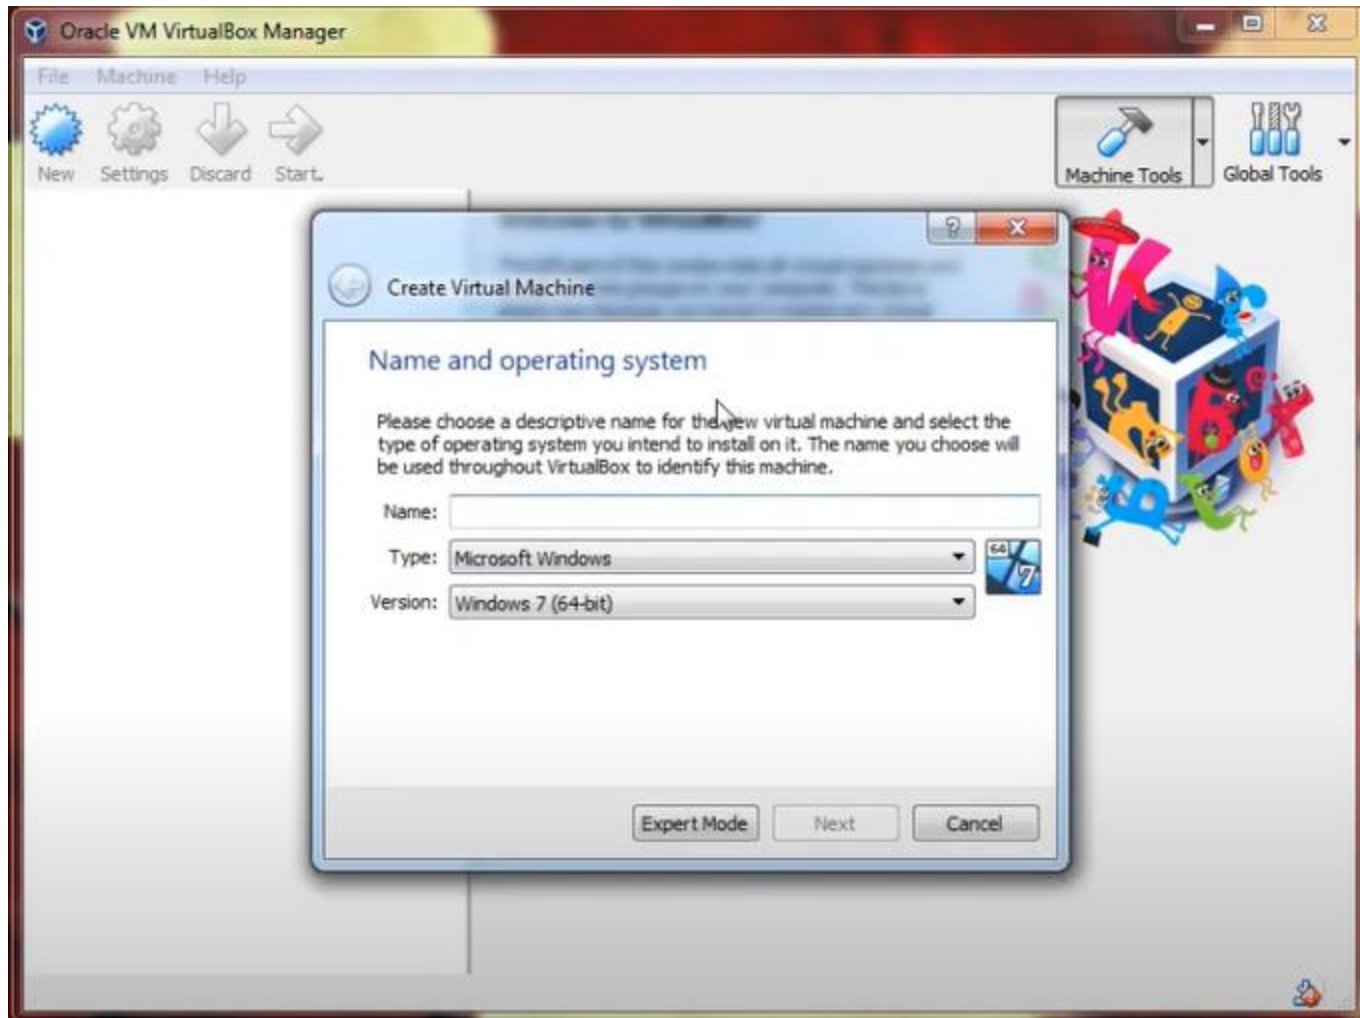 Oracle VM VirtualBox Manager
File Machine Help
New Settings Discard Start
Machine Tools
Global Tools
Create Virtual Machine
Name and operating system
Please choose a descriptive name for the new virtual machine and select the
type of operating system you intend to install on it. The name you choose will
be used throughout VirtualBox to identify this machine.
Name:
Type: Microsoft Windows
64
7
Version: Windows 7 (64-bit)
Expert Mode Next Cancel